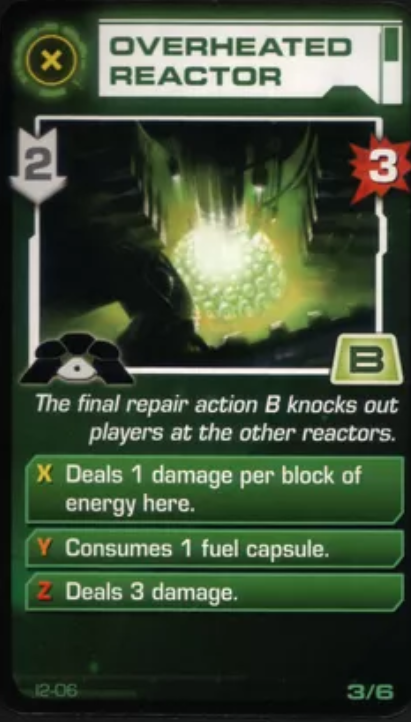 X
OVERHEATED
REACTOR
2
3
B
The final repair action B knocks out
players at the other reactors.
X Deals 1 damage per block of
energy here.
Y Consumes 1 fuel capsule.
Z Deals 3 damage.
I2-06
3/6